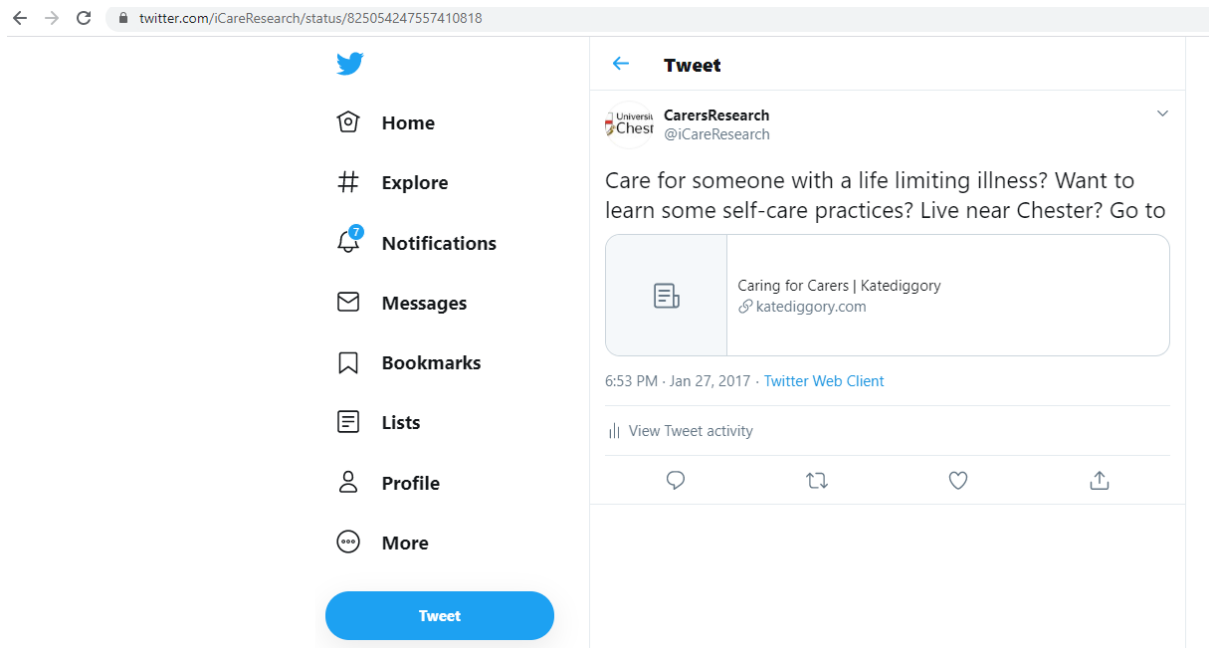 twitter.com/iCareResearch/status/825054247557410818
Home
Explore
7
Notifications
Messages
Bookmarks
Lists
Profile
More
Tweet
Tweet
Chest
CarersResearch
@iCareResearch
Care for someone with a life limiting illness? Want to
learn some self-care practices? Live near Chester? Go to
Caring for Carers | Katediggory
katediggory.com
6:53 PM · Jan 27, 2017 · Twitter Web Client
View Tweet activity